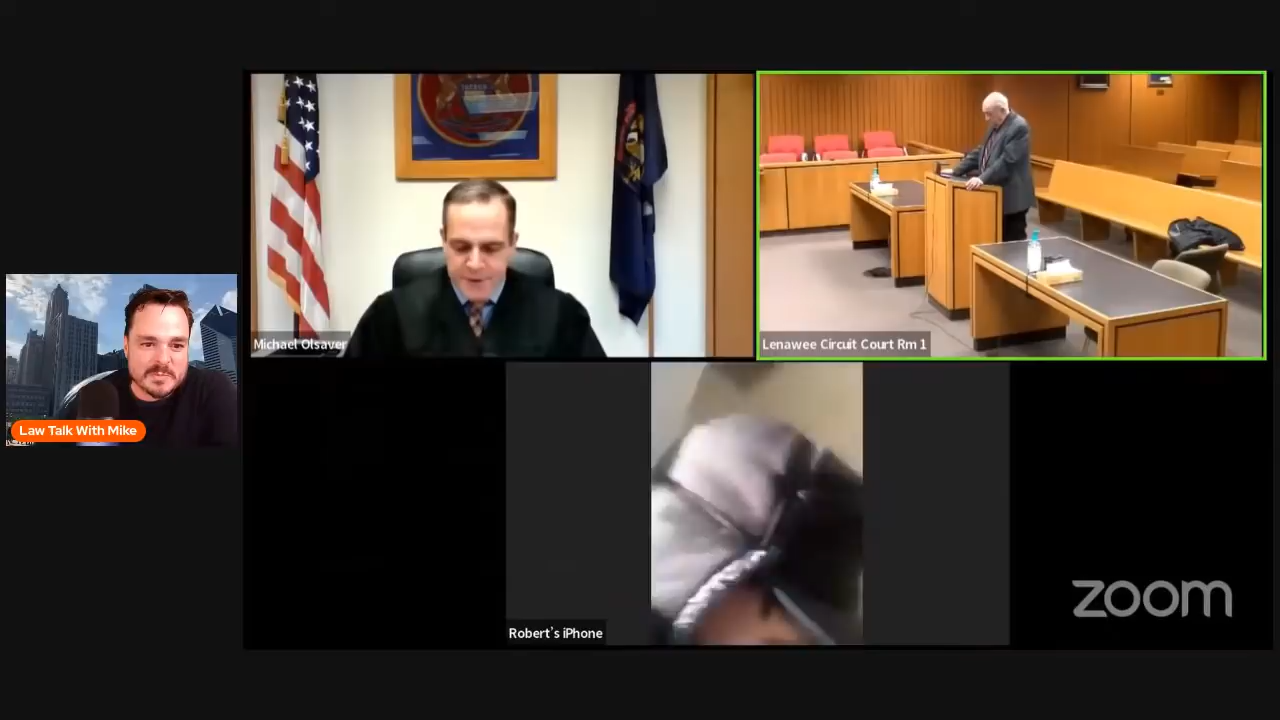 Michael Olsaver
Lenawee Circuit Court Rm 1
Law Talk With Mike
Robert's iPhone
zoom